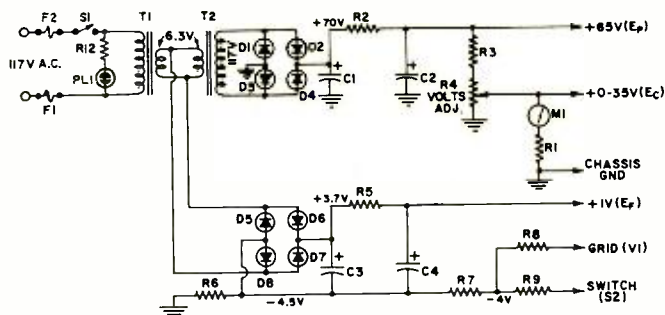 F2 S1 T1 T2
6.3V
+70V R2 +65V(Ep)
R12
117V
D1 D2
R3
117V A.C.
C1 C2
R4
VOLTS
ADJ.
+0-35V(Ec)
PL1
D3 D4
M1
F1
R1
CHASSIS
GND
+3.7V R5 +1V(EF)
D5 D6
R8
D7
GRID (V1)
D8 C3 C4
R6 R7 R9
SWITCH
(S2)
-4.5V -4V